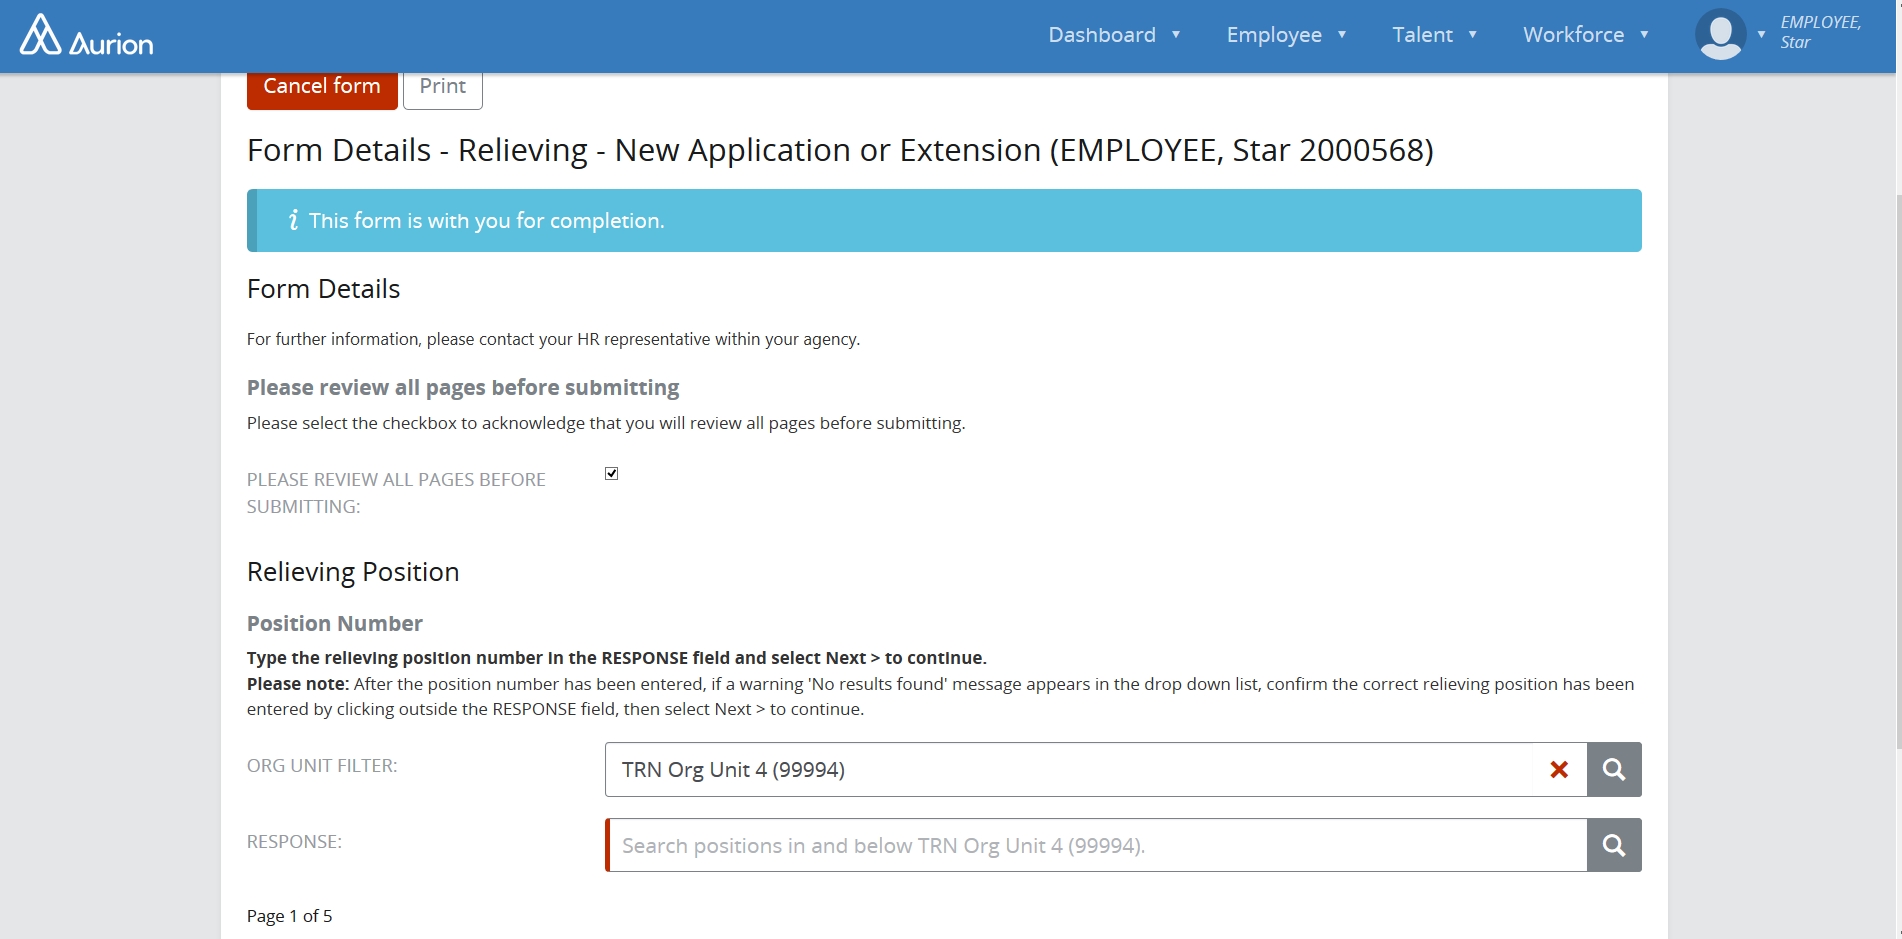 Aurion
Dashboard
Employee
Talent
Workforce
EMPLOYEE,
Star
Cancel form
Print
Form Details - Relieving - New Application or Extension (EMPLOYEE, Star 2000568)
i This form is with you for completion.
Form Details
For further information, please contact your HR representative within your agency.
Please review all pages before submitting
Please select the checkbox to acknowledge that you will review all pages before submitting.
PLEASE REVIEW ALL PAGES BEFORE
SUBMITTING:
Relieving Position
Position Number
Type the relieving position number in the RESPONSE field and select Next > to continue.
Please note: After the position number has been entered, if a warning 'No results found' message appears in the drop down list, confirm the correct relieving position has been
entered by clicking outside the RESPONSE field, then select Next > to continue.
ORG UNIT FILTER:
TRN Org Unit 4 (99994)
RESPONSE:
Search positions in and below TRN Org Unit 4 (99994).
Page 1 of 5